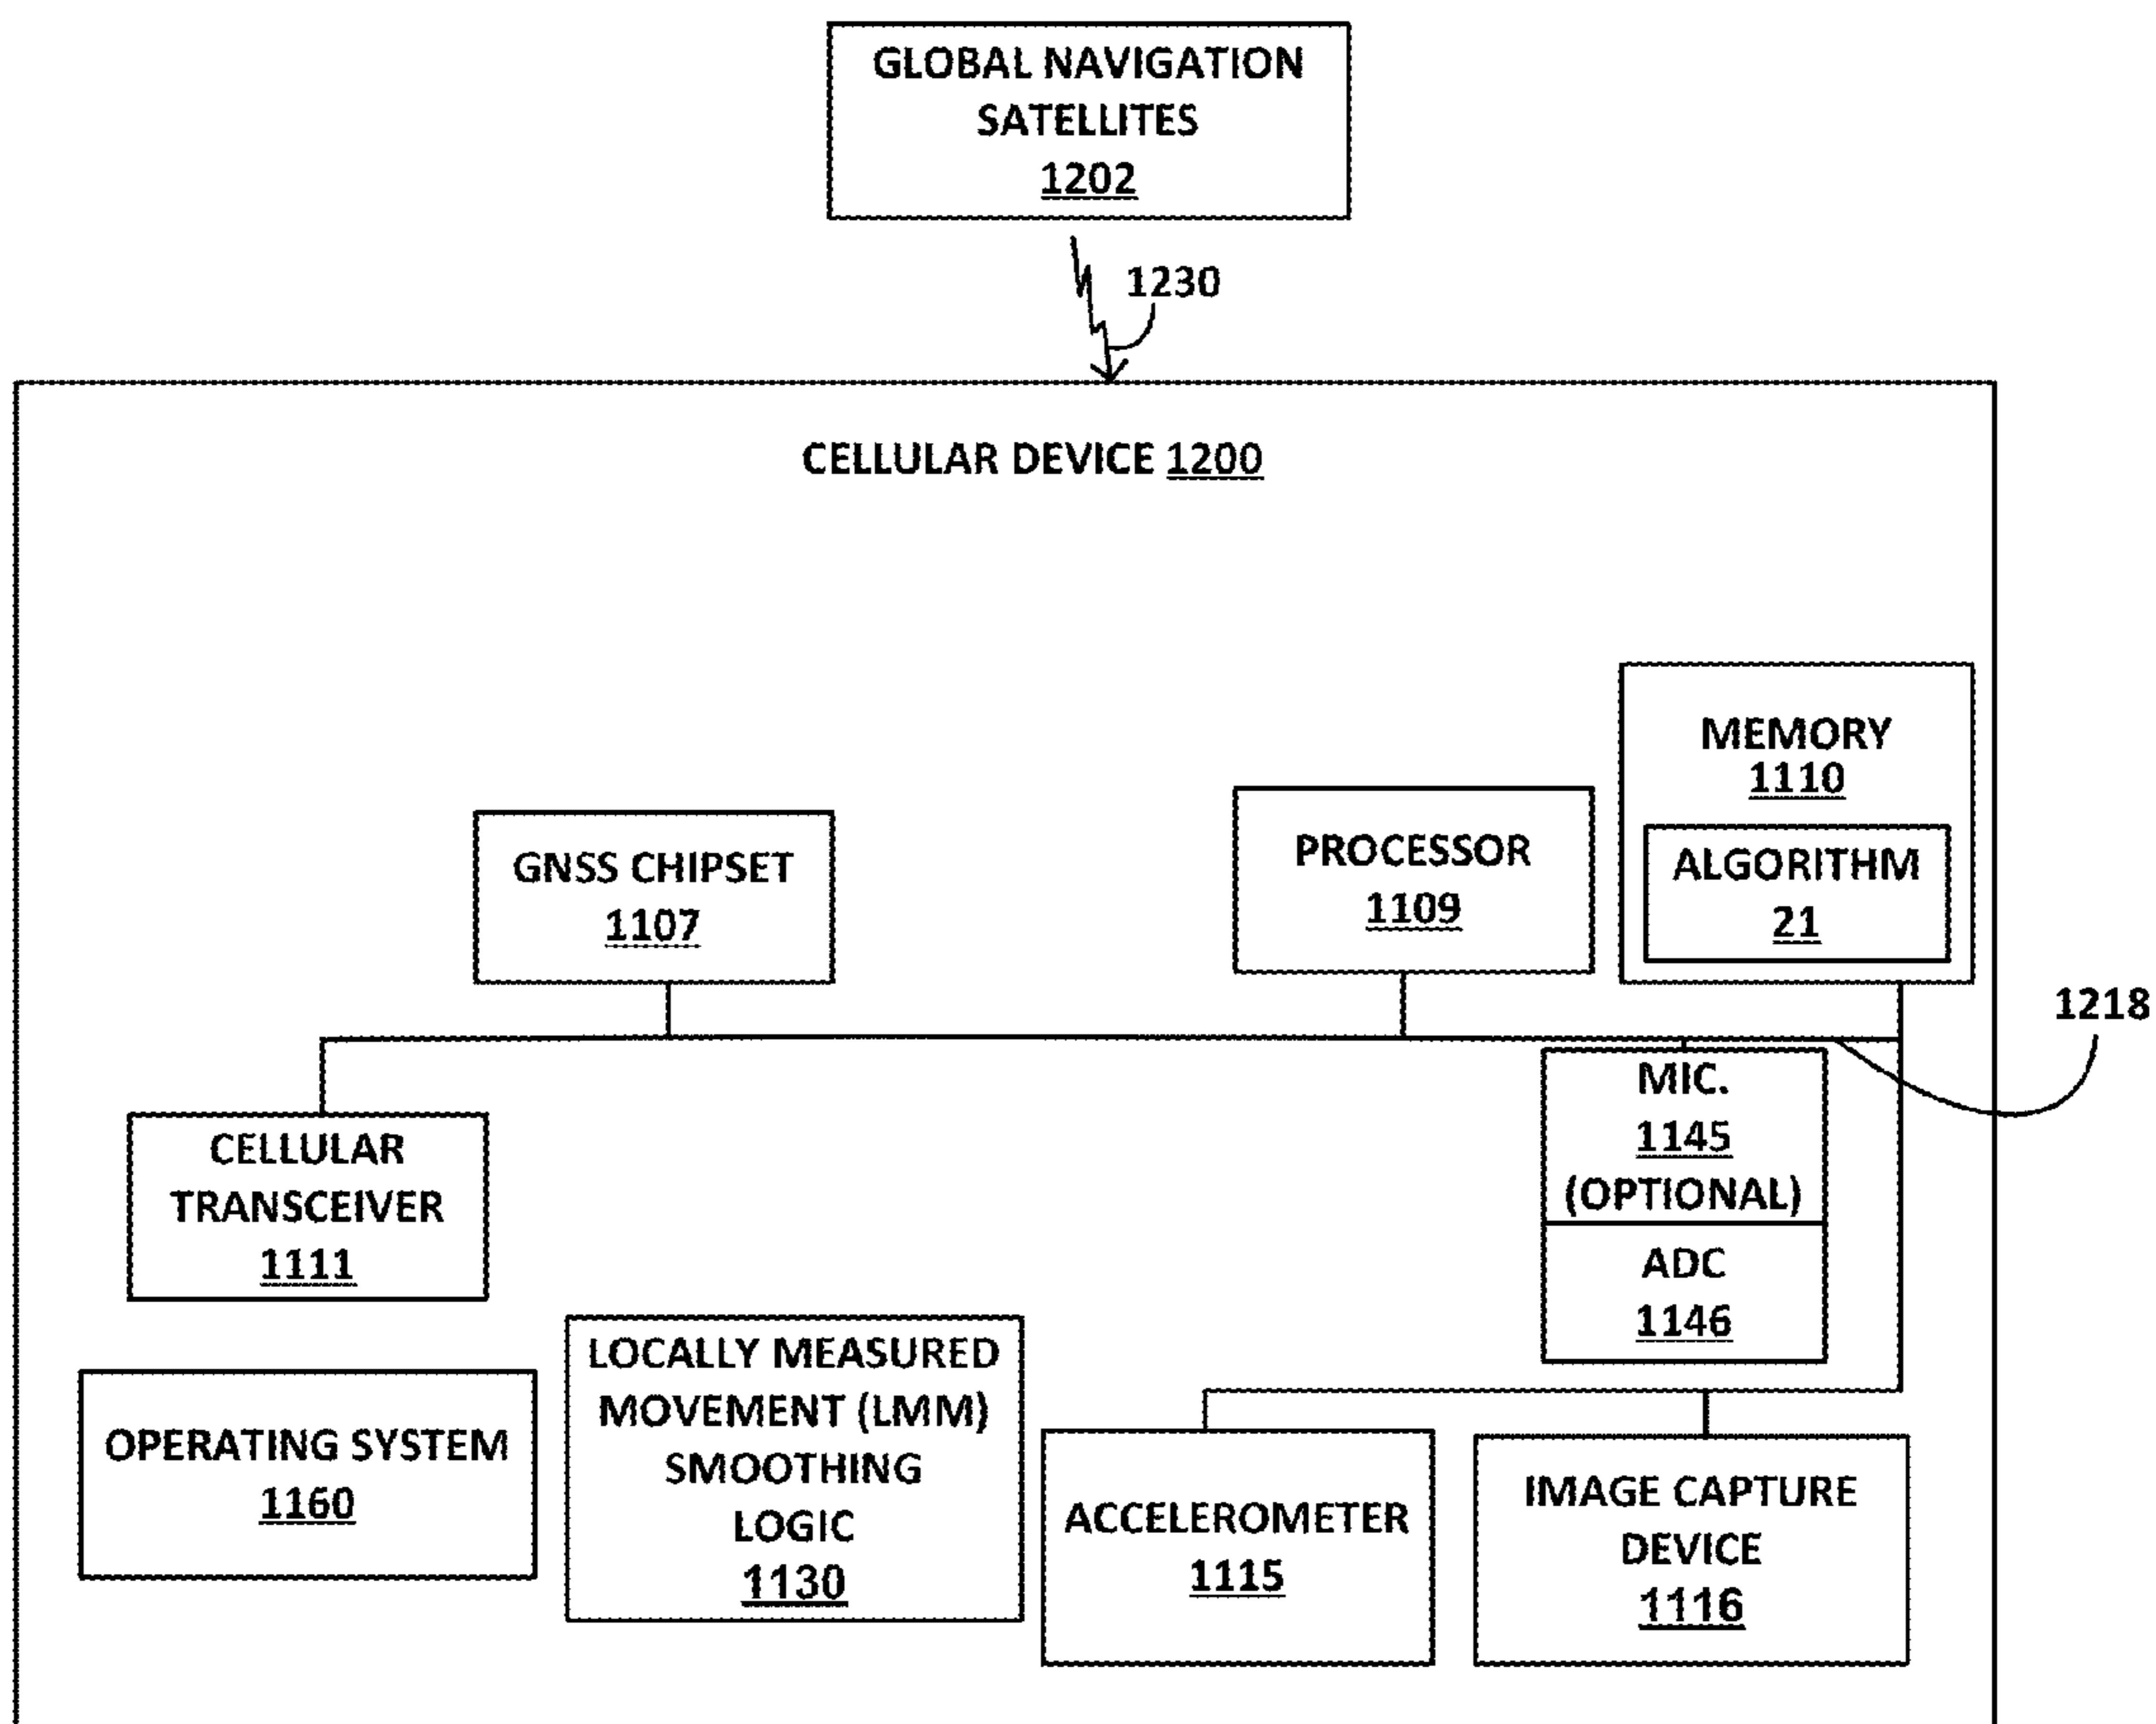 GLOBAL NAVIGATION
SATELLITES
1202
1230
CELLULAR DEVICE 1200
MEMORY
1110
ALGORITHM
21
PROCESSOR
1109
GNSS CHIPSET
1107
1218
MIC.
1145
(OPTIONAL)
ADC
1146
CELLULAR
TRANSCEIVER
1111
OPERATING SYSTEM
1160
LOCALLY MEASURED
MOVEMENT (LMM)
SMOOTHING
LOGIC
1130
ACCELEROMETER
1115
IMAGE CAPTURE
DEVICE
1116